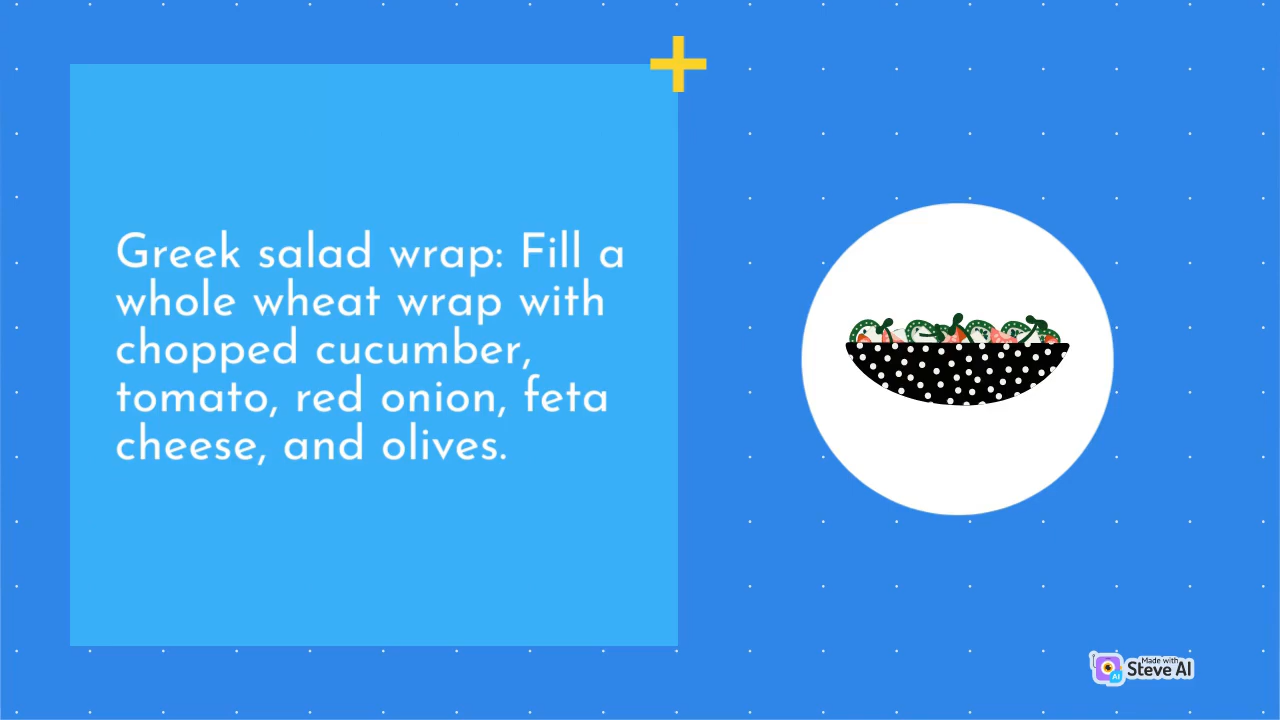 Greek salad wrap: Fill a
whole wheat wrap with
chopped cucumber,
tomato, red onion, feta
cheese, and olives.
Made with
Steve AI
AI